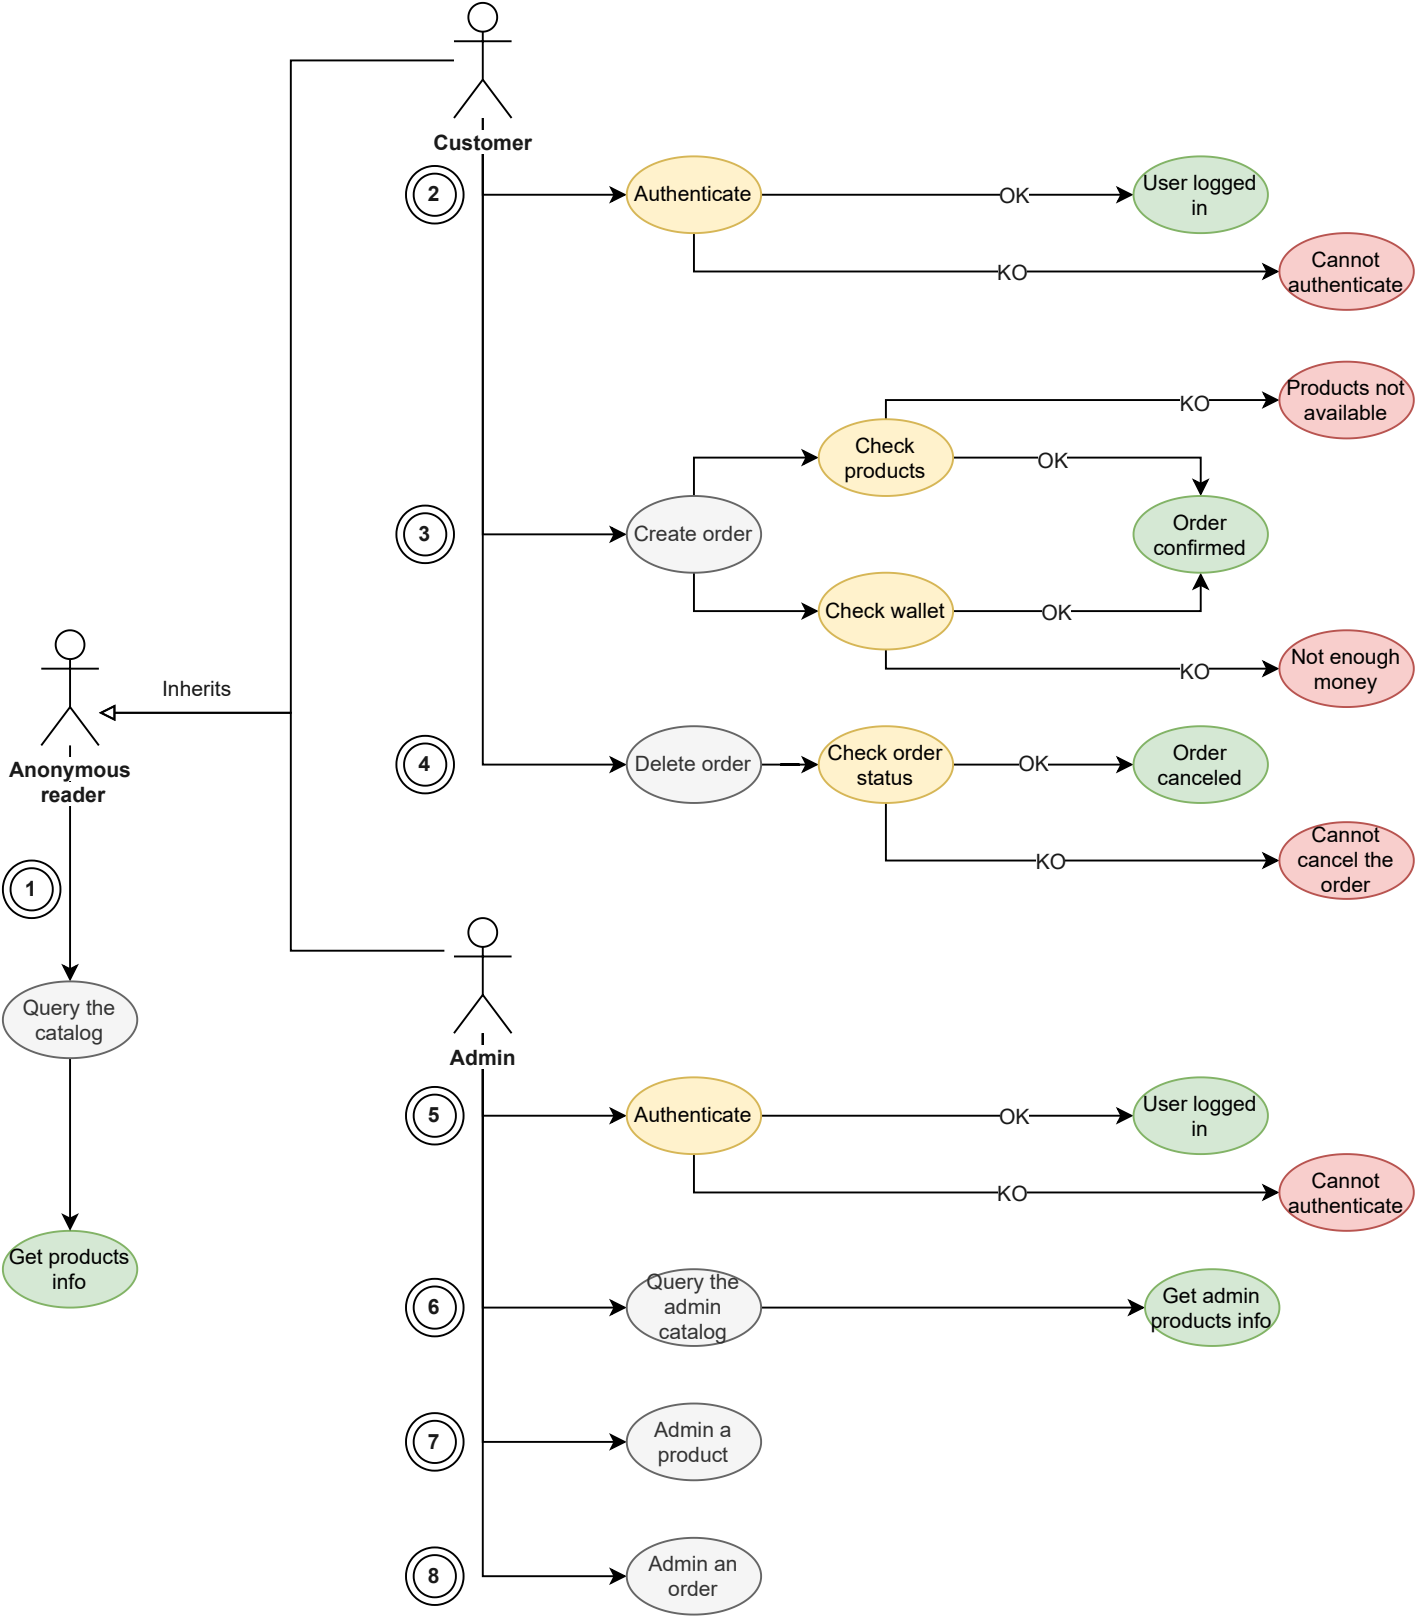 Customer
2
Authenticate
OK
User logged
in
KO
Cannot
authenticate
Products not
available
KO
Check
products
OK
3
Create order
Order
confirmed
Check wallet
OK
Not enough
money
KO
Inherits
Anonymous
reader
4
Delete order
Check order
status
OK
Order
canceled
KO
Cannot
cancel the
order
1
Query the
catalog
Get products
info
Admin
5
Authenticate
OK
User logged
in
KO
Cannot
authenticate
6
Query the
admin
catalog
Get admin
products info
7
Admin a
product
8
Admin an
order